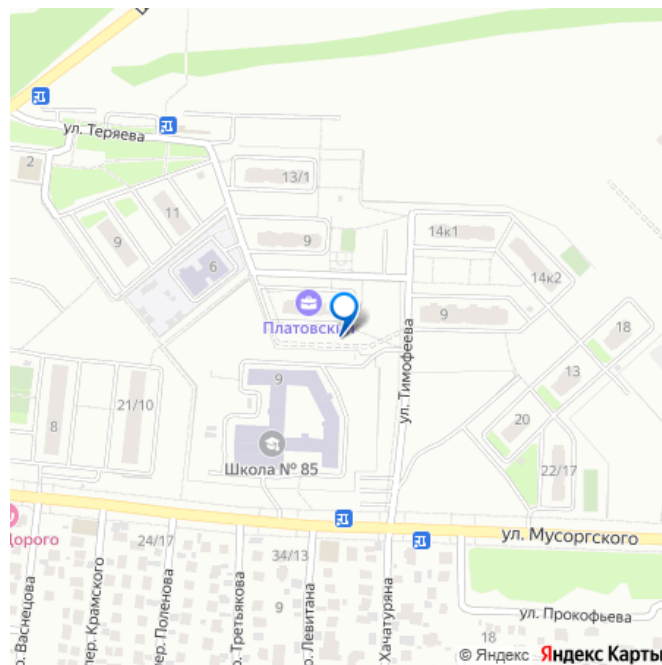 ул. Теряева
2
13/1
11
9
9
14к1
6
14к2
Платовский
9
18
ул. Тимофеева
13
9
21/10
8
20
Школа № 85
22/17
Дорого
24/17
34/13
ул. Мусоргского
9
ул. Прокофьева
18
р. Васнецова
пер. Крамского
пер. Поленова
р. Третьякова
р. Левитана
Хачатуряна
© Яндекс Яндекс Карты